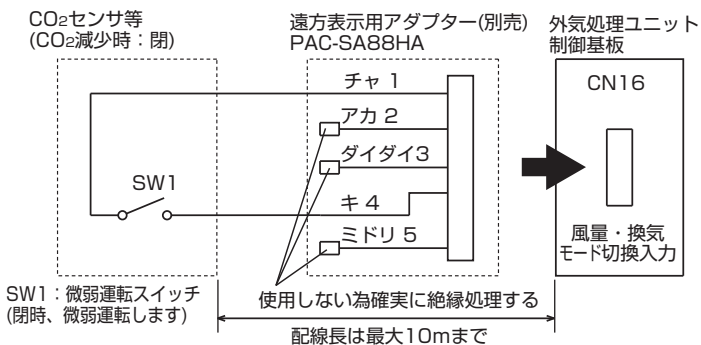 CO2センサ等
(CO2減少時：閉)
遠方表示用アダプター(別売)
PAC-SA88HA
外気処理ユニット
制御基板
チャ 1
CN16
アカ 2
ダイダイ3
SW1
キ 4
ミドリ 5
風量・換気
モード切換入力
SW1：微弱運転スイッチ
(閉時、微弱運転します)
使用しない為確実に絶縁処理する
配線長は最大10mまで